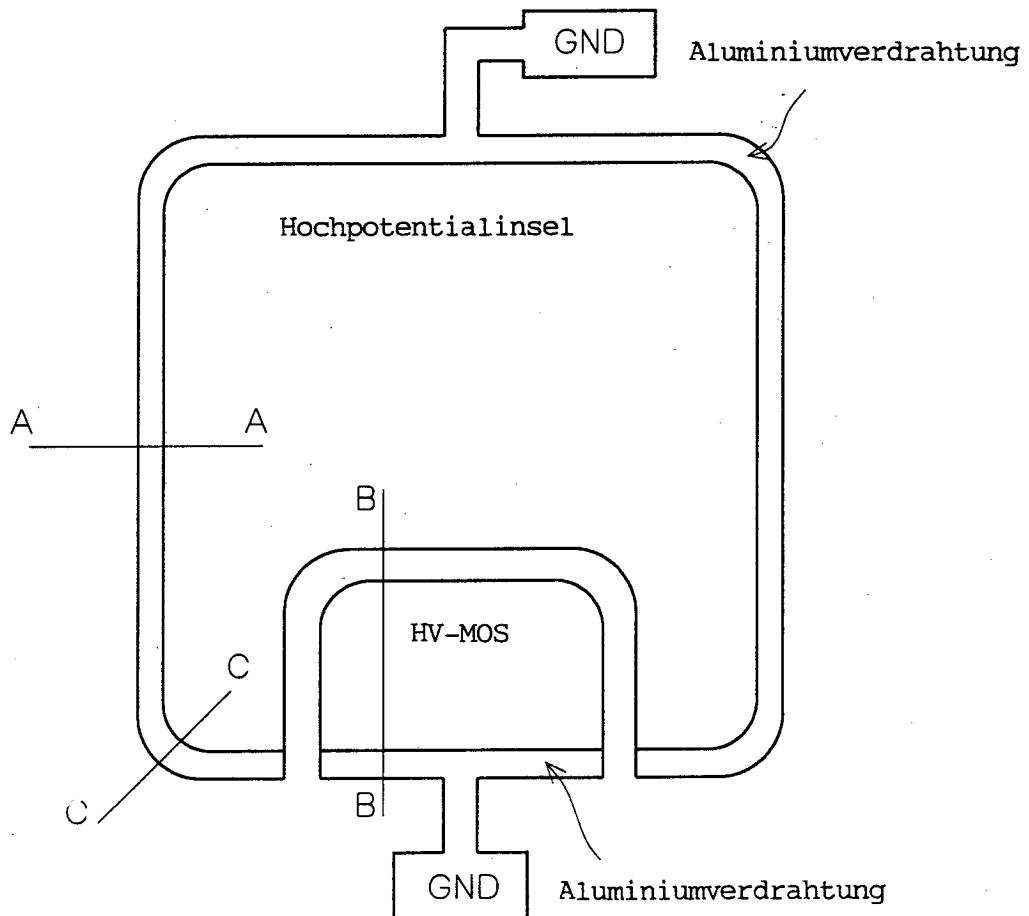 GND
Aluminiumverdrahtung
Hochpotentialinsel
A
A
B
HV-MOS
C
C
B
GND
Aluminiumverdrahtung